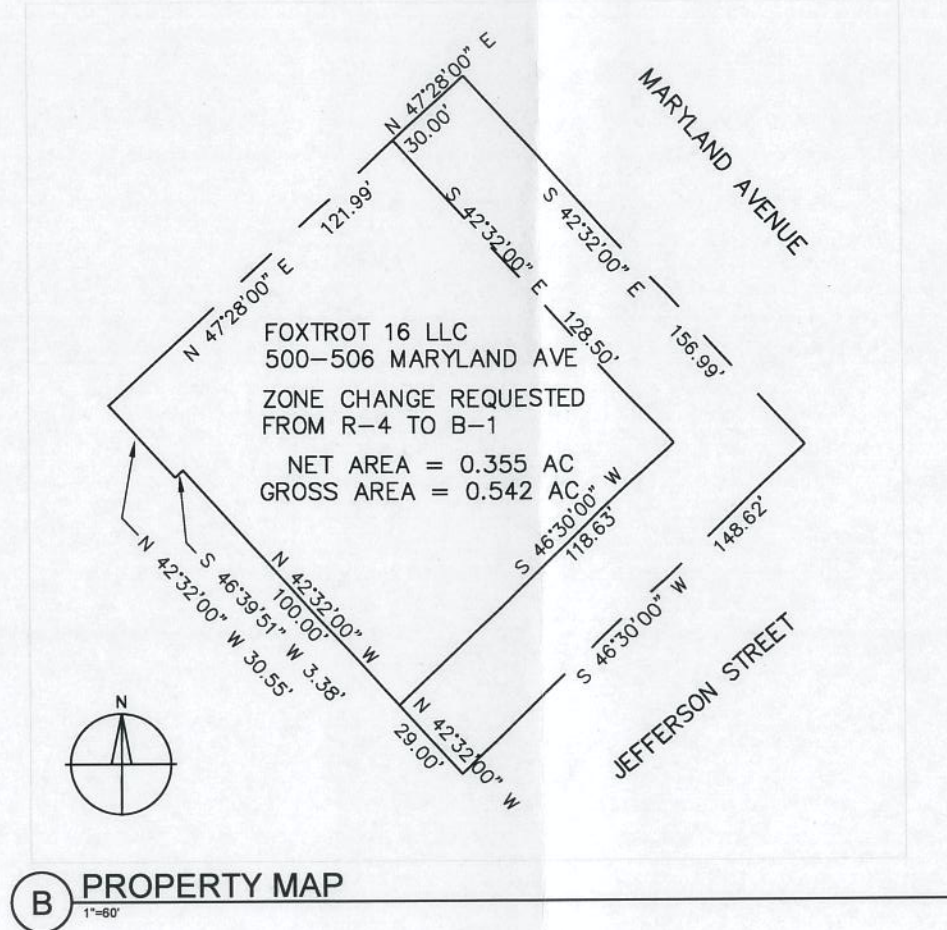 N 47°28'00" E
30.00'
MARYLAND AVENUE
121.99'
N 47°28'00" E
S 42°32'00" E
128.50'
S 42°32'00" E
156.99'
FOXTROT 16 LLC
500-506 MARYLAND AVE
ZONE CHANGE REQUESTED
FROM R-4 TO B-1
NET AREA = 0.355 AC
GROSS AREA = 0.542 AC
S 46°30'00" W
118.63'
148.62'
S 46°30'00" W
JEFFERSON STREET
N 42°32'00" W
100.00'
S 46°39'51" W 3.38'
N 42°32'00" W 30.55'
N 42°32'00" W
29.00'
N
B PROPERTY MAP
1"=60'